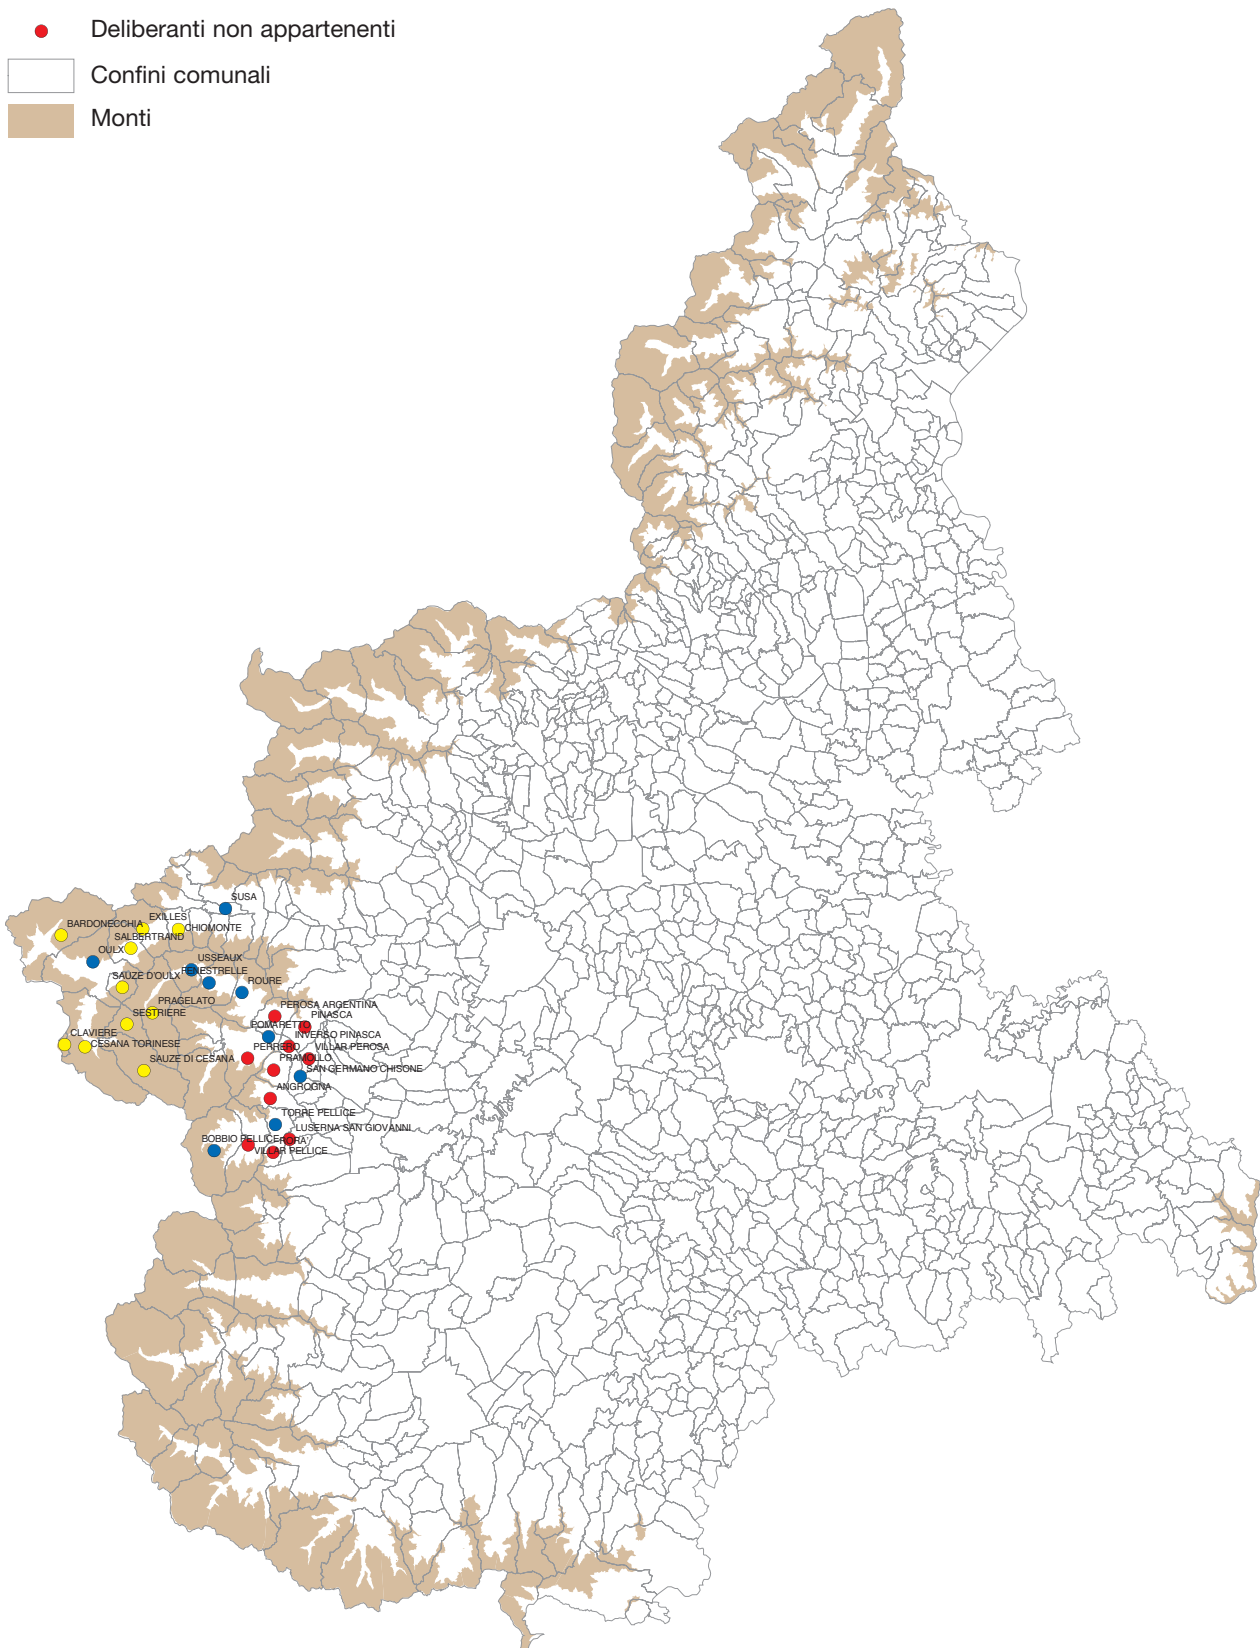 Deliberanti non appartenenti
Confini comunali
Monti
SUSA
EXILLES
BARDONECCHIA
CHIOMONTE
SALBERTRAND
OULX
USSEAUX
FENESTRELLE
SAUZE D'OULX
ROURE
PRAGELATO
PEROSA ARGENTINA
SESTRIERE
PINASCA
POMARETTO
CLAVIERE
INVERSO PINASCA
CESANA TORINESE
PERRERO
VILLAR PEROSA
SAUZE DI CESANA
PRAMOLLO
SAN GERMANO CHISONE
ANGROGNA
TORRE PELLICE
LUSERNA SAN GIOVANNI
BOBBIO PELLICE
RORA'
VILLAR PELLICE